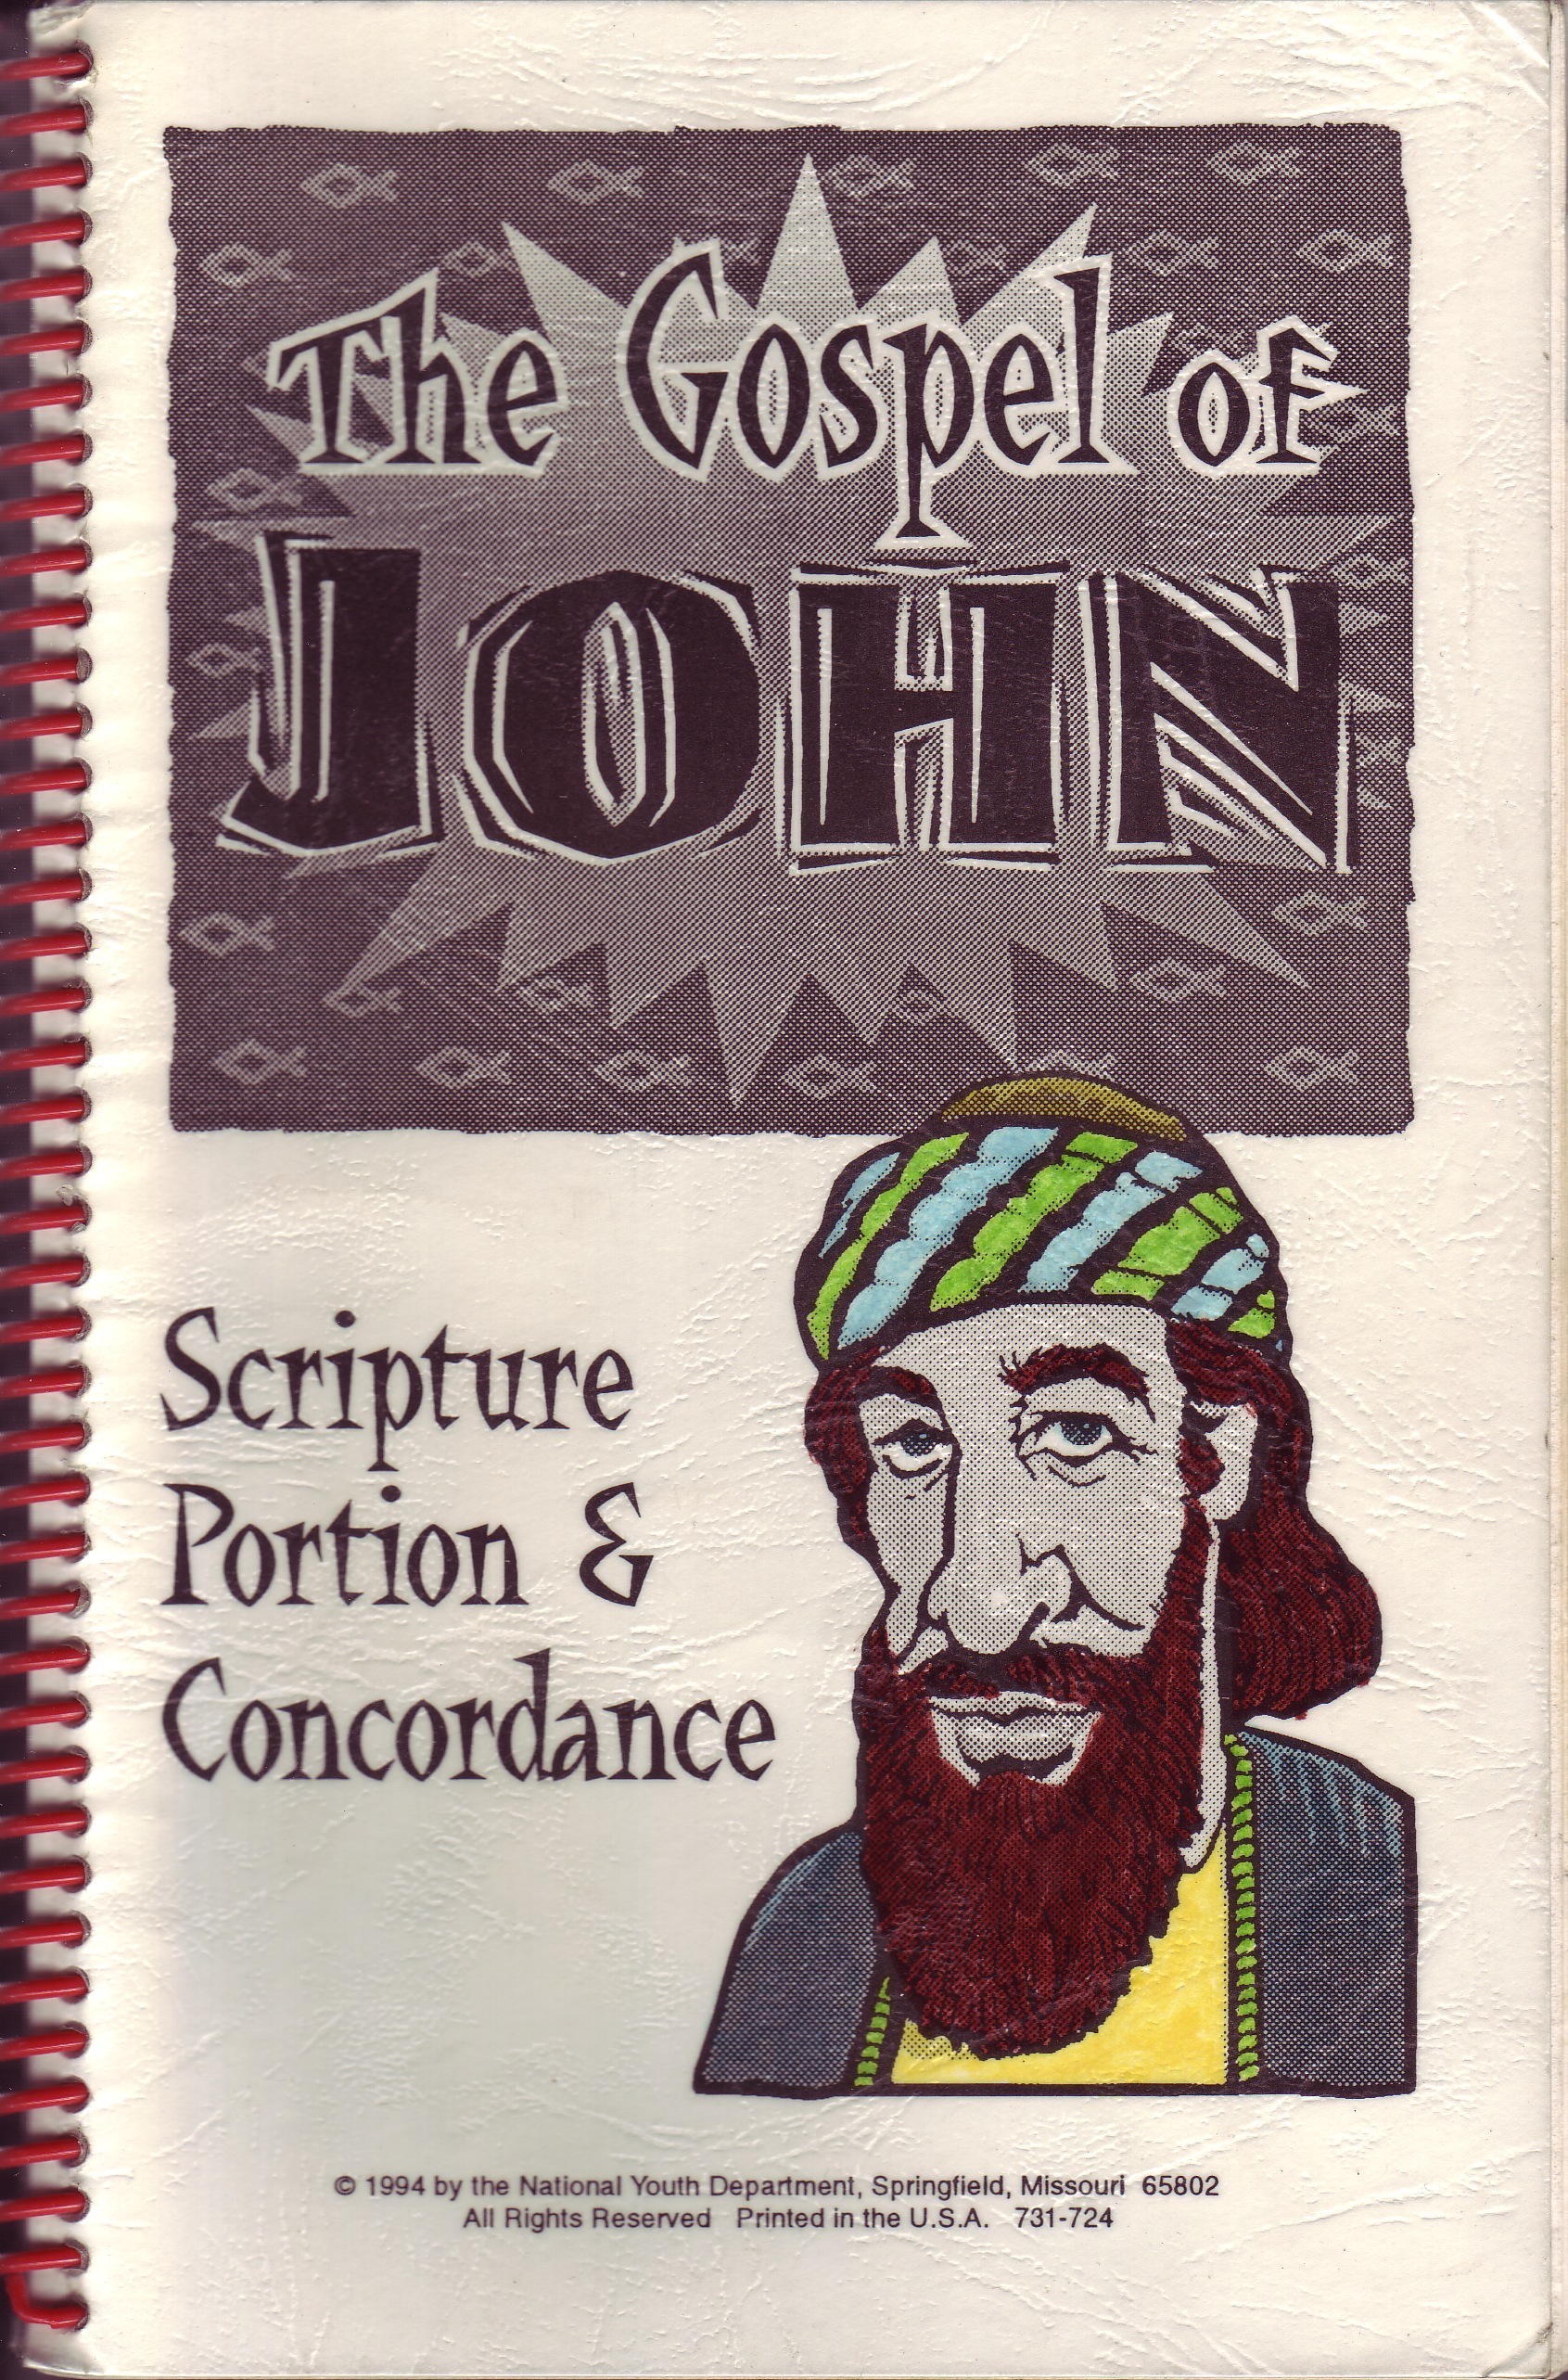 The Gospel of
JOHN
Scripture
Portion &
Concordance
© 1994 by the National Youth Department, Springfield, Missouri 65802
All Rights Reserved Printed in the U.S.A. 731-724